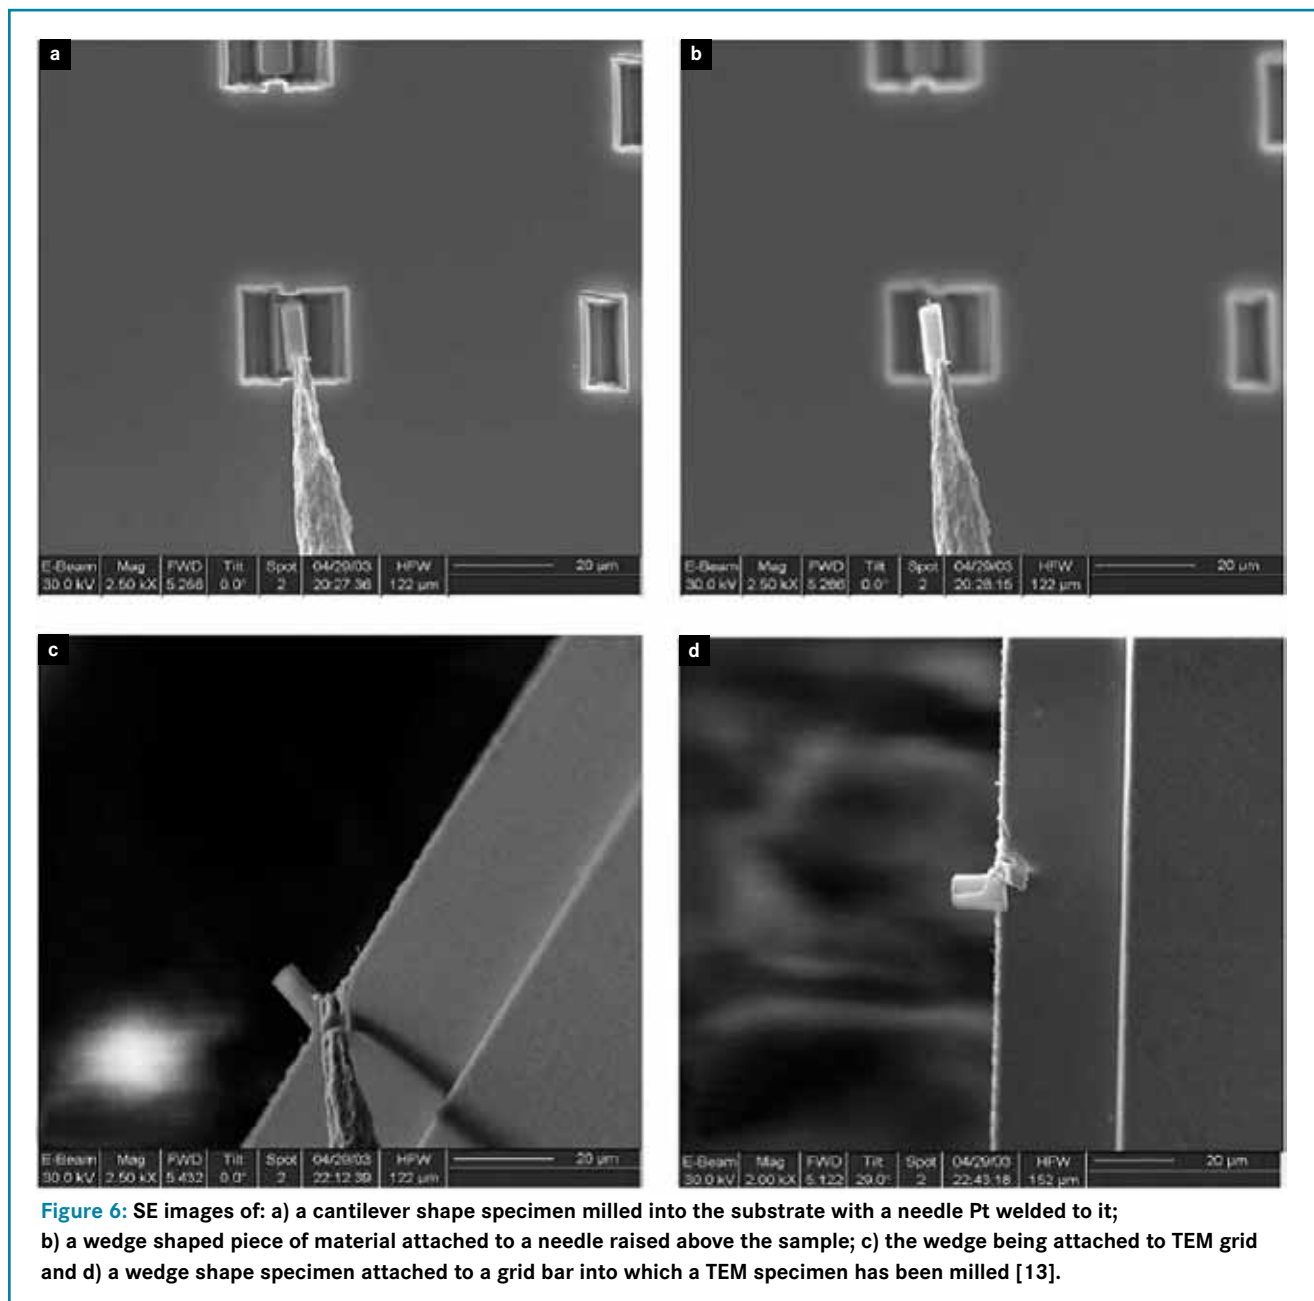 a
b
E-Beam Mag FWD Tilt Spot 04/29/03 HFW 20 µm
30.0 kV 2.50 kX 5.266 0.0° 2 20:27:36 122 µm
E-Beam Mag FWD Tilt Spot 04/29/03 HFW 20 µm
30.0 kV 2.50 kX 5.266 0.0° 2 20:28:15 122 µm
c
d
E-Beam Mag FWD Tilt Spot 04/29/03 HFW 20 µm
30.0 kV 2.50 kX 5.432 0.0° 2 22:12:39 122 µm
E-Beam Mag FWD Tilt Spot 04/29/03 HFW 20 µm
30.0 kV 2.00 kX 5.122 29.0° 2 22:43:18 152 µm
Figure 6: SE images of: a) a cantilever shape specimen milled into the substrate with a needle Pt welded to it;
b) a wedge shaped piece of material attached to a needle raised above the sample; c) the wedge being attached to TEM grid
and d) a wedge shape specimen attached to a grid bar into which a TEM specimen has been milled [13].